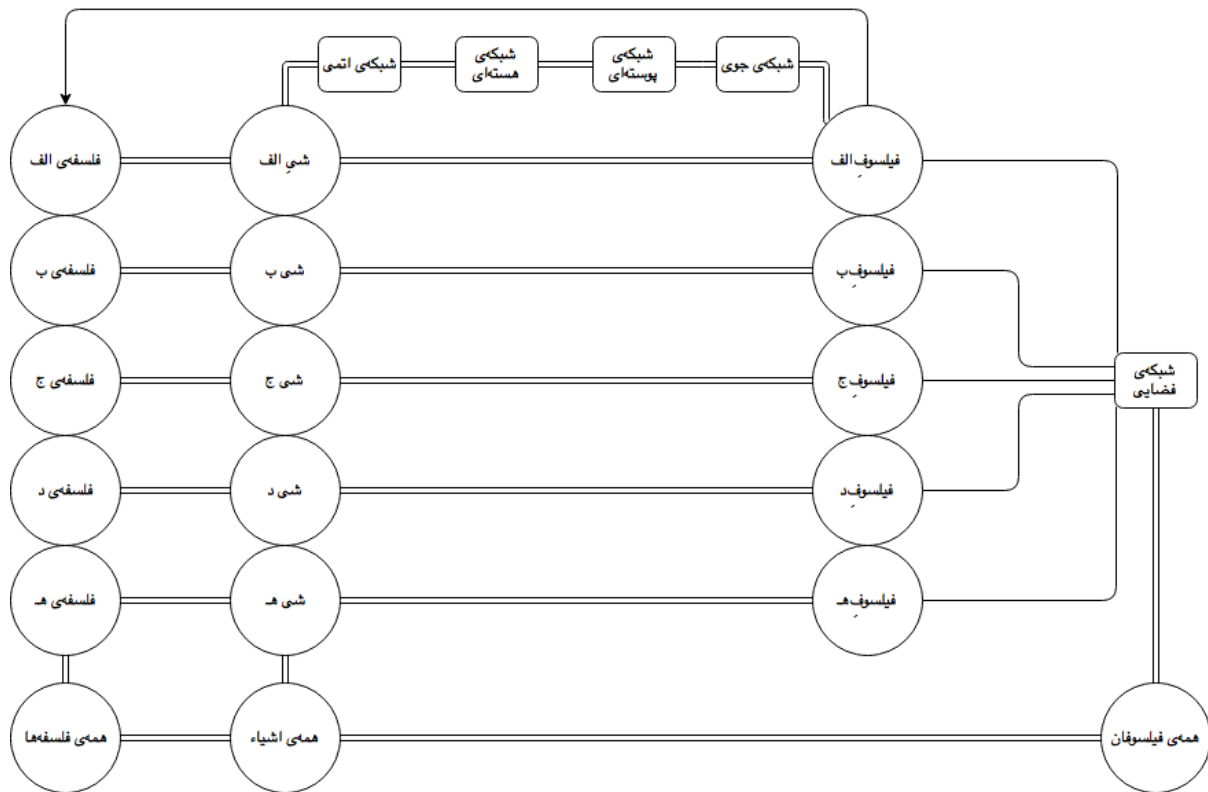 شبکه‌ی جوی
شبکه‌ی
پوسته‌ای
شبکه‌ی
هسته‌ای
شبکه‌ی اتمی
فیلسوفِ الف
شیِ الف
فلسفه‌ی الف
فیلسوفِ ب
شی ب
فلسفه‌ی ب
شبکه‌ی
فضایی
فیلسوفِ ج
شی ج
فلسفه‌ی ج
فیلسوفِ د
شی د
فلسفه‌ی د
فیلسوفِ هـ
شی هـ
فلسفه‌ی هـ
همه‌ی فیلسوفان
همه‌ی اشیاء
همه‌ی فلسفه‌ها